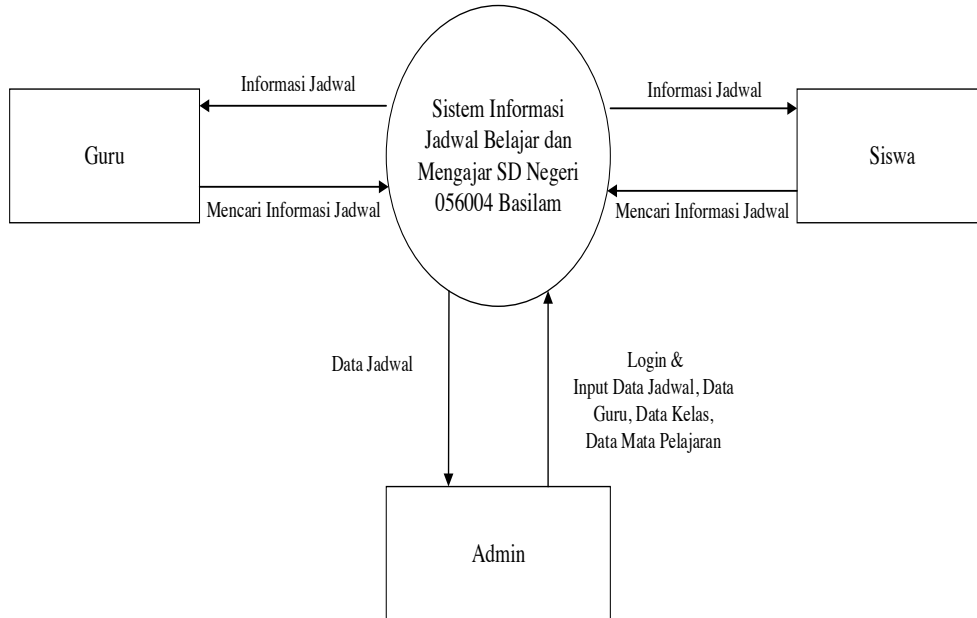 Informasi Jadwal
Informasi Jadwal
Guru
Sistem Informasi
Jadwal Belajar dan
Mengajar SD Negeri
056004 Basilam
Siswa
Mencari Informasi Jadwal
Mencari Informasi Jadwal
Data Jadwal
Login &
Input Data Jadwal, Data
Guru, Data Kelas,
Data Mata Pelajaran
Admin